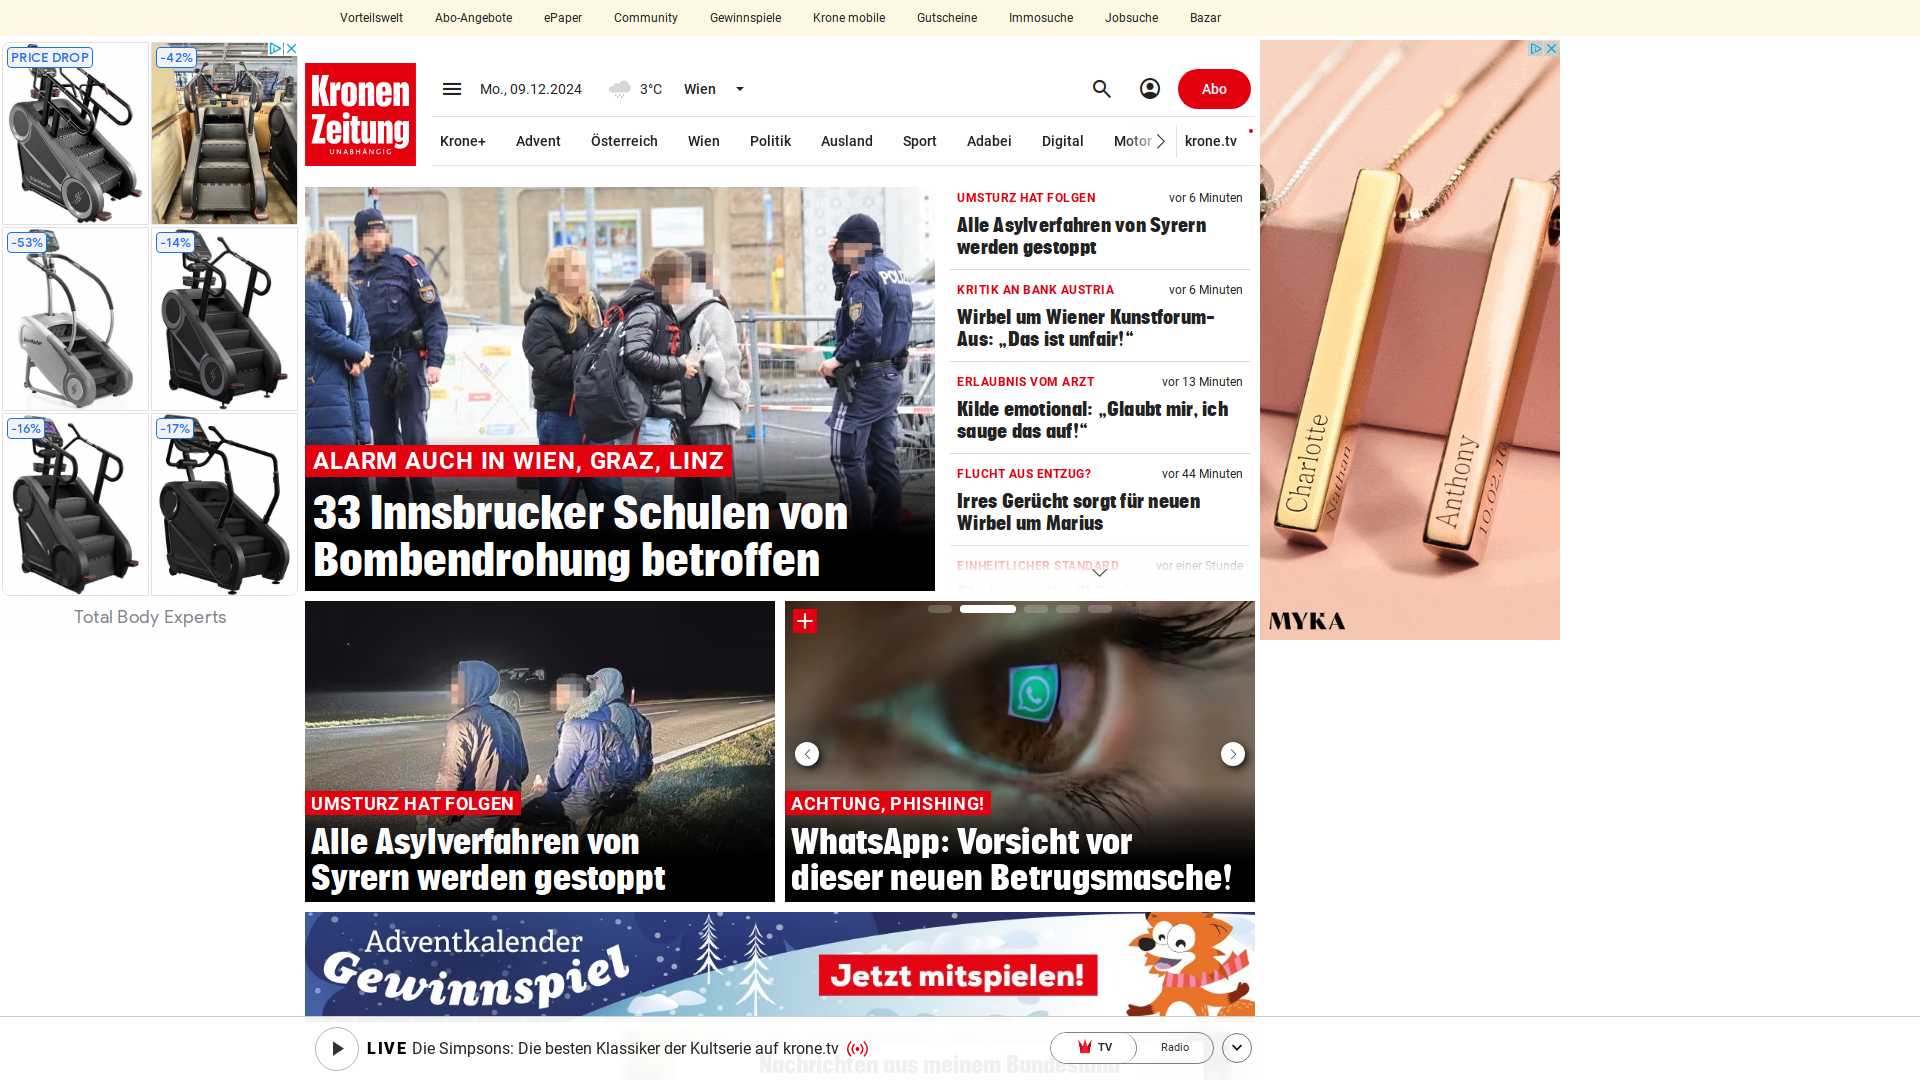 Vorteilswelt Abo-Angebote ePaper Community Gewinnspiele Krone mobile Gutscheine Immosuche Jobsuche Bazar
PRICE DROP
-42%
-53%
-14%
-16%
-17%
Total Body Experts
Kronen
Zeitung
UNABHÄNGIG
Mo., 09.12.2024 3°C Wien
Abo
Krone+ Advent Österreich Wien Politik Ausland Sport Adabei Digital Motor krone.tv
POLIZEI
ALARM AUCH IN WIEN, GRAZ, LINZ
33 Innsbrucker Schulen von
Bombendrohung betroffen
UMSTURZ HAT FOLGEN vor 6 Minuten
Alle Asylverfahren von Syrern
werden gestoppt
KRITIK AN BANK AUSTRIA vor 6 Minuten
Wirbel um Wiener Kunstforum-
Aus: „Das ist unfair!“
ERLAUBNIS VOM ARZT vor 13 Minuten
Kilde emotional: „Glaubt mir, ich
sauge das auf!“
FLUCHT AUS ENTZUG? vor 44 Minuten
Irres Gerücht sorgt für neuen
Wirbel um Marius
EINHEITLICHER STANDARD vor einer Stunde
UMSTURZ HAT FOLGEN
Alle Asylverfahren von
Syrern werden gestoppt
ACHTUNG, PHISHING!
WhatsApp: Vorsicht vor
dieser neuen Betrugsmasche!
Charlotte
Nathan
Anthony
10.02.16
MYKA
Adventkalender
Gewinnspiel
Jetzt mitspielen!
LIVE Die Simpsons: Die besten Klassiker der Kultserie auf krone.tv
TV Radio
Nachrichten aus meinem Bundesland